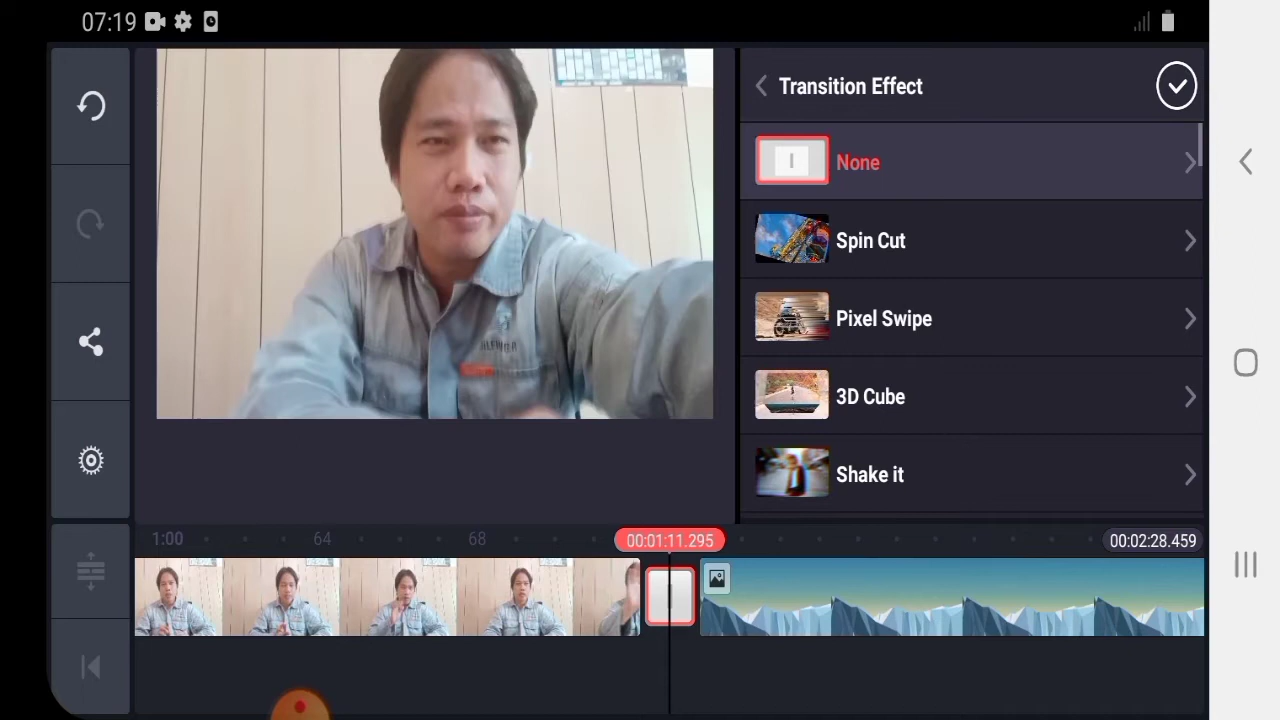 07:19
Transition Effect
None
Spin Cut
Pixel Swipe
3D Cube
Shake it
1:00
64
68
00:01:11.295
00:02:28.459